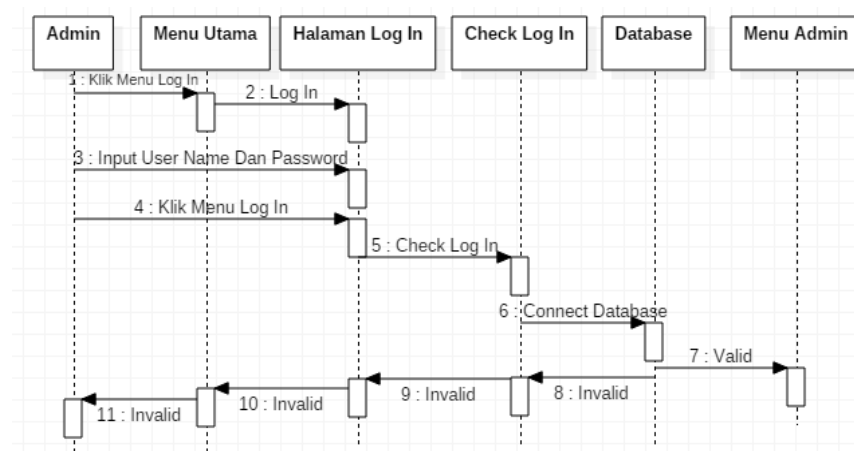 Admin
Menu Utama
Halaman Log In
Check Log In
Database
Menu Admin
1 : Klik Menu Log In
2 : Log In
3 : Input User Name Dan Password
4 : Klik Menu Log In
5 : Check Log In
6 : Connect Database
7 : Valid
8 : Invalid
9 : Invalid
10 : Invalid
11 : Invalid